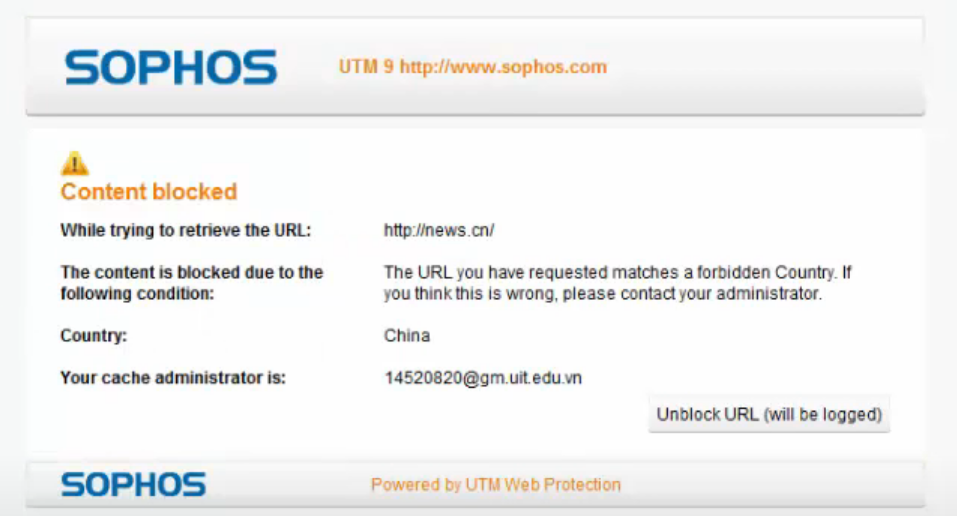 SOPHOS UTM 9 http://www.sophos.com
Content blocked
While trying to retrieve the URL: http://news.cn/
The content is blocked due to the The URL you have requested matches a forbidden Country. If
following condition: you think this is wrong, please contact your administrator.
Country: China
Your cache administrator is: 14520820@gm.uit.edu.vn
Unblock URL (will be logged)
SOPHOS Powered by UTM Web Protection